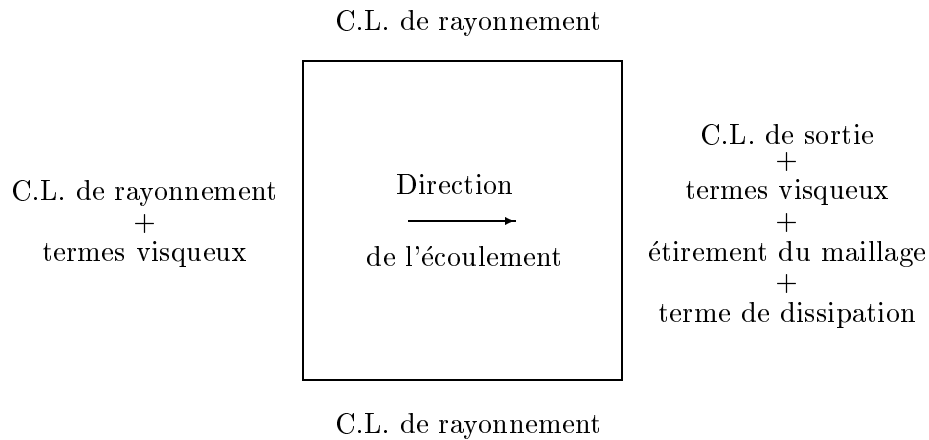 C.L. de rayonnement
C.L. de rayonnement
+
termes visqueux
Direction
de l'écoulement
C.L. de sortie
+
termes visqueux
+
étirement du maillage
+
terme de dissipation
C.L. de rayonnement